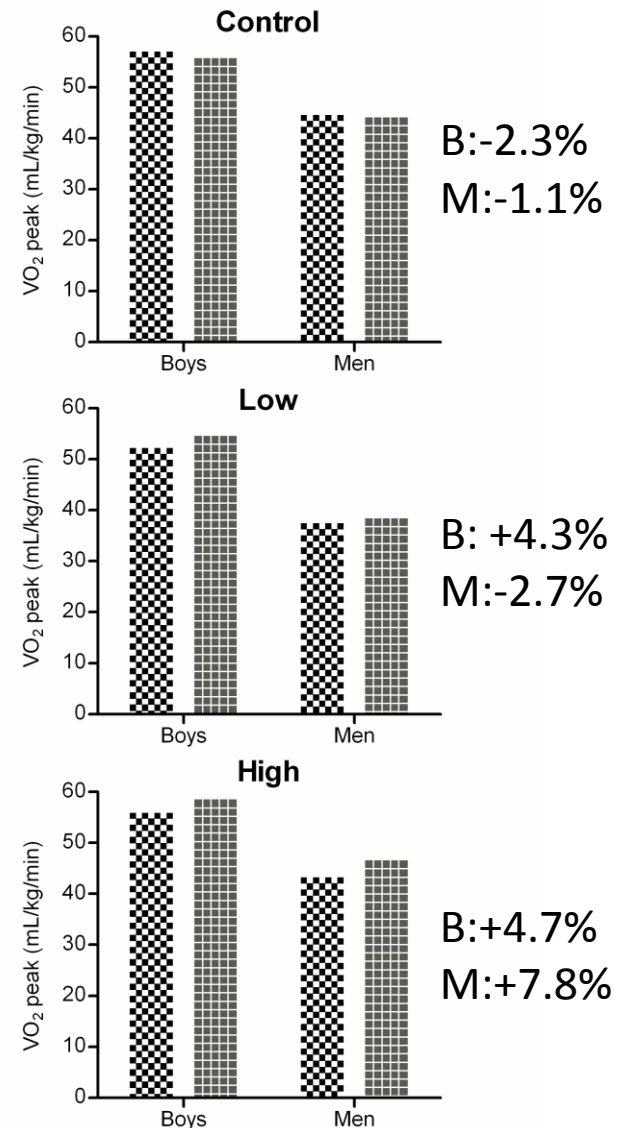 Control
VO2 peak (mL/kg/min)
60
50
40
30
20
10
0
Boys Men
B:-2.3%
M:-1.1%
Low
VO2 peak (mL/kg/min)
60
50
40
30
20
10
0
Boys Men
B: +4.3%
M:-2.7%
High
VO2 peak (mL/kg/min)
60
50
40
30
20
10
0
Boys Men
B:+4.7%
M:+7.8%